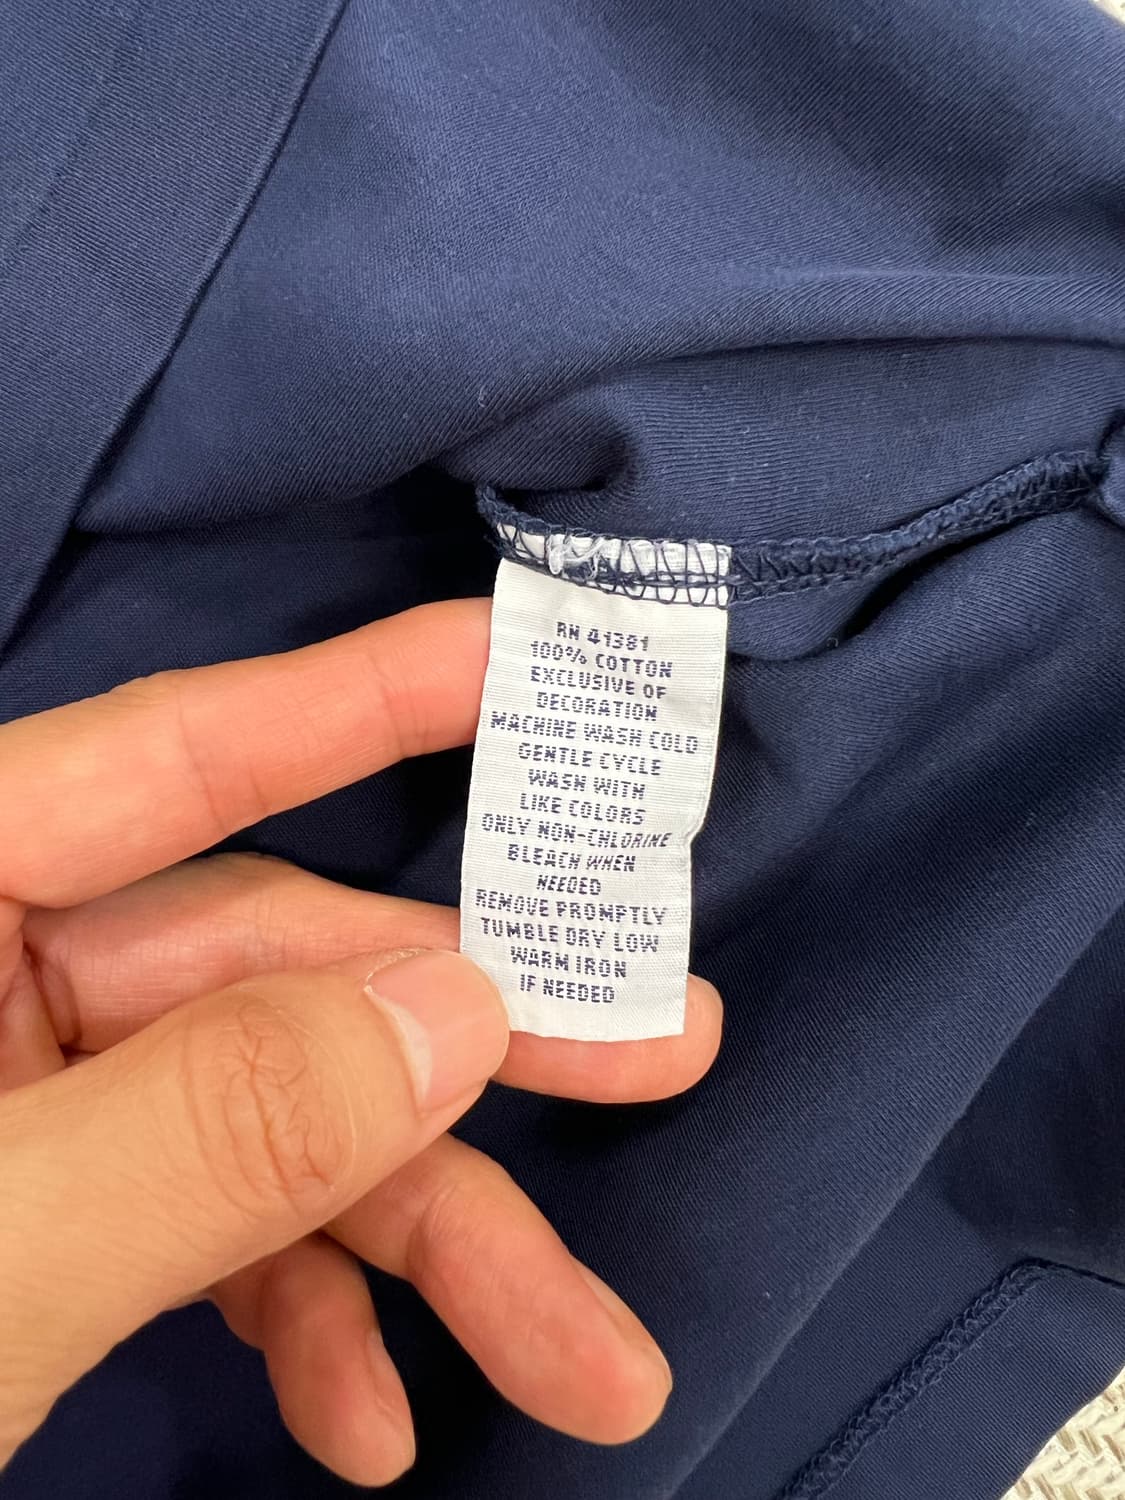 RN 41381
100% COTTON
EXCLUSIVE OF
DECORATION
MACHINE WASH COLD
GENTLE CYCLE
WASH WITH
LIKE COLORS
ONLY NON-CHLORINE
BLEACH WHEN
NEEDED
REMOVE PROMPTLY
TUMBLE DRY LOW
WARM IRON
IF NEEDED